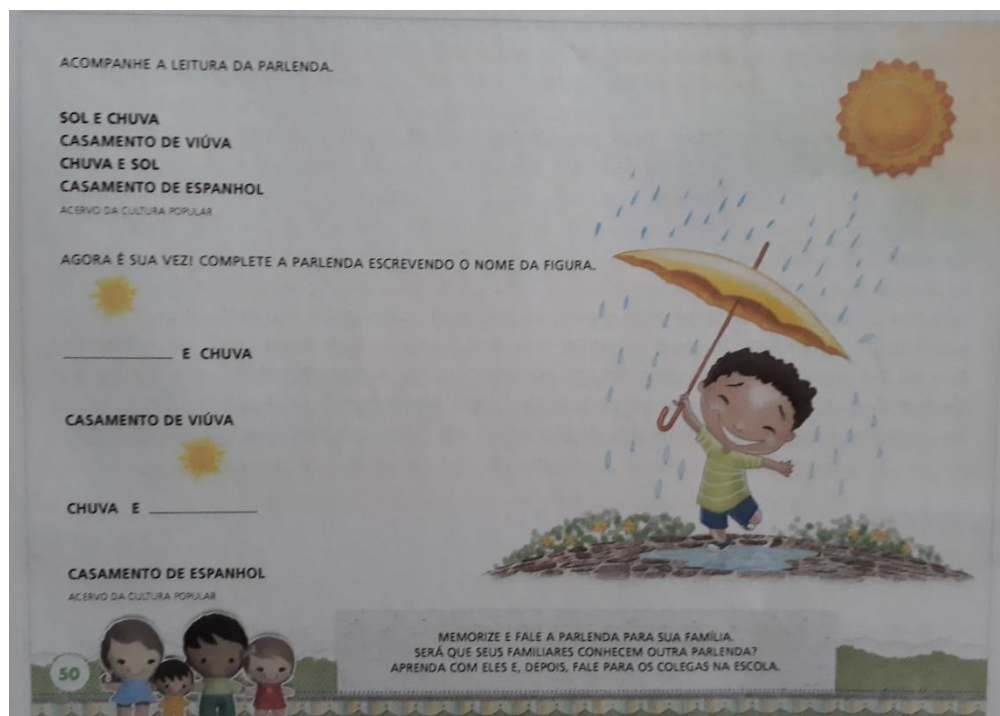 ACOMPANHE A LEITURA DA PARLENDA.
SOL E CHUVA
CASAMENTO DE VIÚVA
CHUVA E SOL
CASAMENTO DE ESPANHOL
ACERVO DA CULTURA POPULAR
AGORA É SUA VEZ! COMPLETE A PARLENDA ESCREVENDO O NOME DA FIGURA.
____________ E CHUVA
CASAMENTO DE VIÚVA
CHUVA E ____________
CASAMENTO DE ESPANHOL
ACERVO DA CULTURA POPULAR
MEMORIZE E FALE A PARLENDA PARA SUA FAMÍLIA.
SERÁ QUE SEUS FAMILIARES CONHECEM OUTRA PARLENDA?
APRENDA COM ELES E, DEPOIS, FALE PARA OS COLEGAS NA ESCOLA.
50